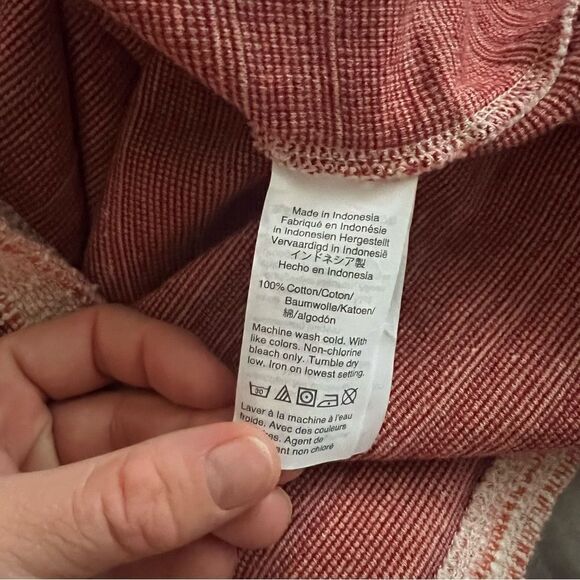 Made in Indonesia
Fabriqué en Indonésie
in Indonesien Hergestellt
Vervaardigd in Indonesië
インドネシア製
Hecho en Indonesia
100% Cotton/Coton/
Baumwolle/Katoen/
綿/algodón
Machine wash cold. With
like colors. Non-chlorine
bleach only. Tumble dry
low. Iron on lowest setting.
30
Laver à la machine à l'eau
froide. Avec des couleurs
Agent de
non chloré